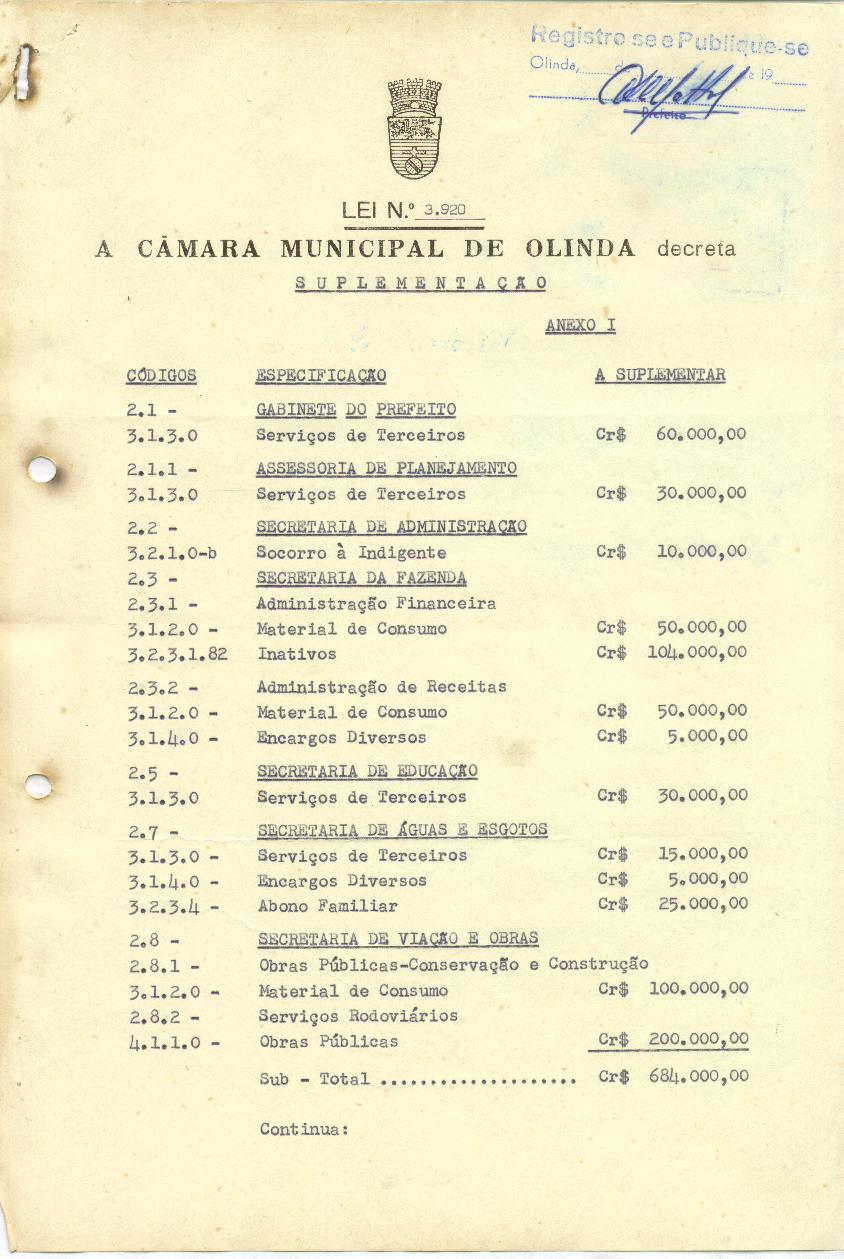 Registre se e Publique-se
Olinda, de de 19
Prefeito
LEI N.º 3.920
A CÂMARA MUNICIPAL DE OLINDA decreta
SUPLEMENTAÇÃO
ANEXO I
CÓDIGOS ESPECIFICAÇÃO A SUPLEMENTAR
2.1 - GABINETE DO PREFEITO
3.1.3.0 Serviços de Terceiros Cr$ 60.000,00
2.1.1 - ASSESSORIA DE PLANEJAMENTO
3.1.3.0 Serviços de Terceiros Cr$ 30.000,00
2.2 - SECRETARIA DE ADMINISTRAÇÃO
3.2.1.0-b Socorro à Indigente Cr$ 10.000,00
2.3 - SECRETARIA DA FAZENDA
2.3.1 - Administração Financeira
3.1.2.0 - Material de Consumo Cr$ 50.000,00
3.2.3.1.82 Inativos Cr$ 104.000,00
2.3.2 - Administração de Receitas
3.1.2.0 - Material de Consumo Cr$ 50.000,00
3.1.4.0 - Encargos Diversos Cr$ 5.000,00
2.5 - SECRETARIA DE EDUCAÇÃO
3.1.3.0 Serviços de Terceiros Cr$ 30.000,00
2.7 - SECRETARIA DE ÁGUAS E ESGOTOS
3.1.3.0 - Serviços de Terceiros Cr$ 15.000,00
3.1.4.0 - Encargos Diversos Cr$ 5.000,00
3.2.3.4 - Abono Familiar Cr$ 25.000,00
2.8 - SECRETARIA DE VIAÇÃO E OBRAS
2.8.1 - Obras Públicas-Conservação e Construção
3.1.2.0 - Material de Consumo Cr$ 100.000,00
2.8.2 - Serviços Rodoviários
4.1.1.0 - Obras Públicas Cr$ 200.000,00
Sub - Total .................... Cr$ 684.000,00
Continua: